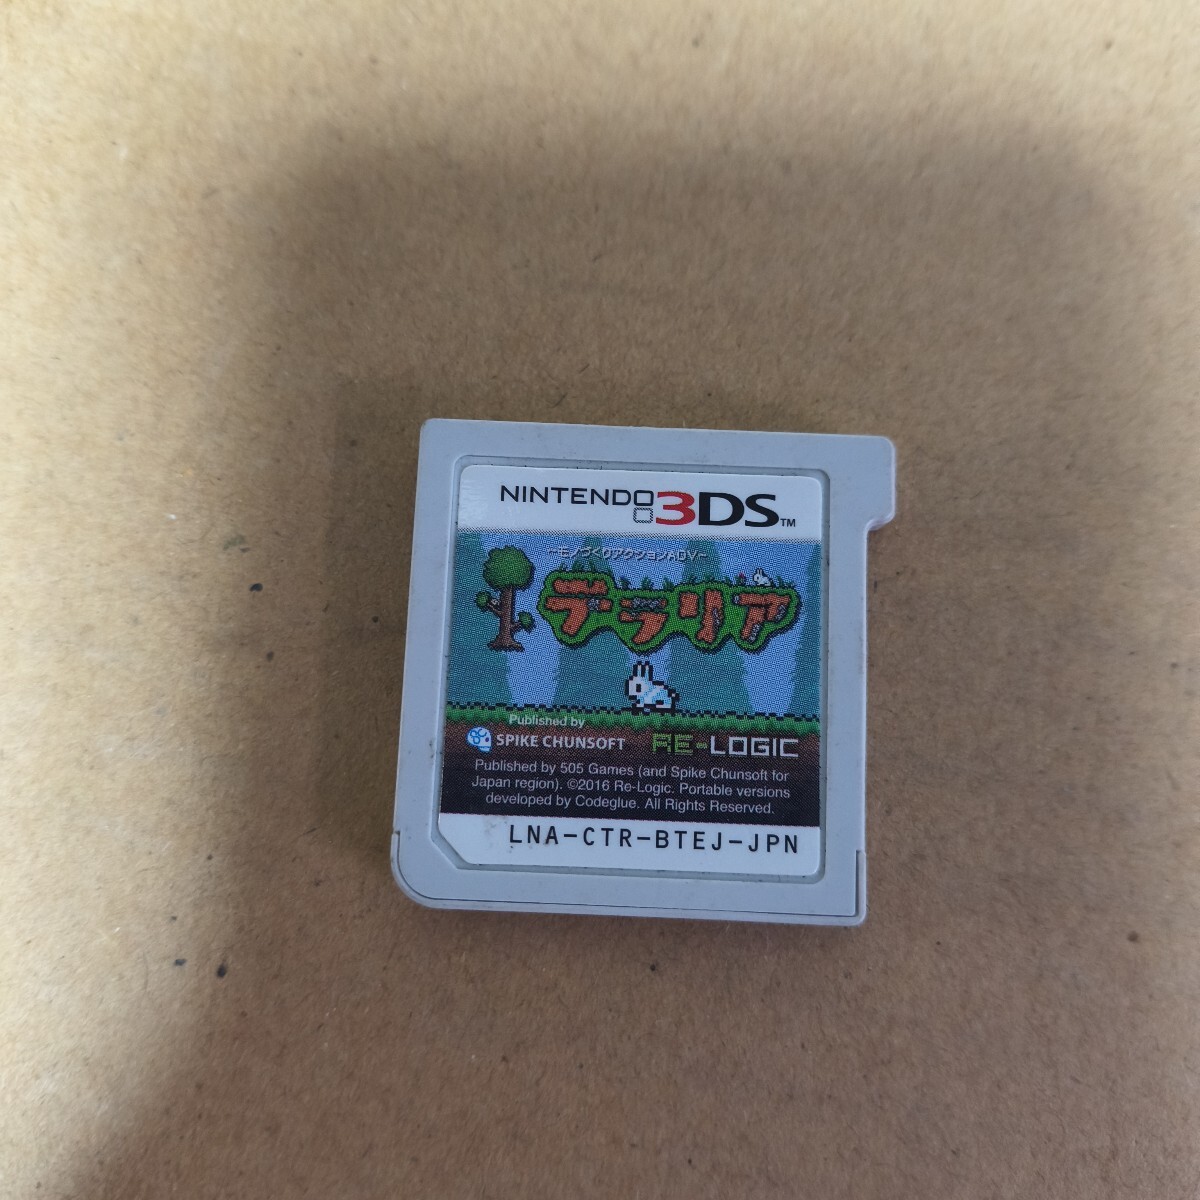 NINTENDO 3DS™
~モノづくりアクションADV~
テラリア
Published by
SPIKE CHUNSOFT RE-LOGIC
Published by 505 Games (and Spike Chunsoft for
Japan region). ©2016 Re-Logic. Portable versions
developed by Codeglue. All Rights Reserved.
LNA-CTR-BTEJ-JPN